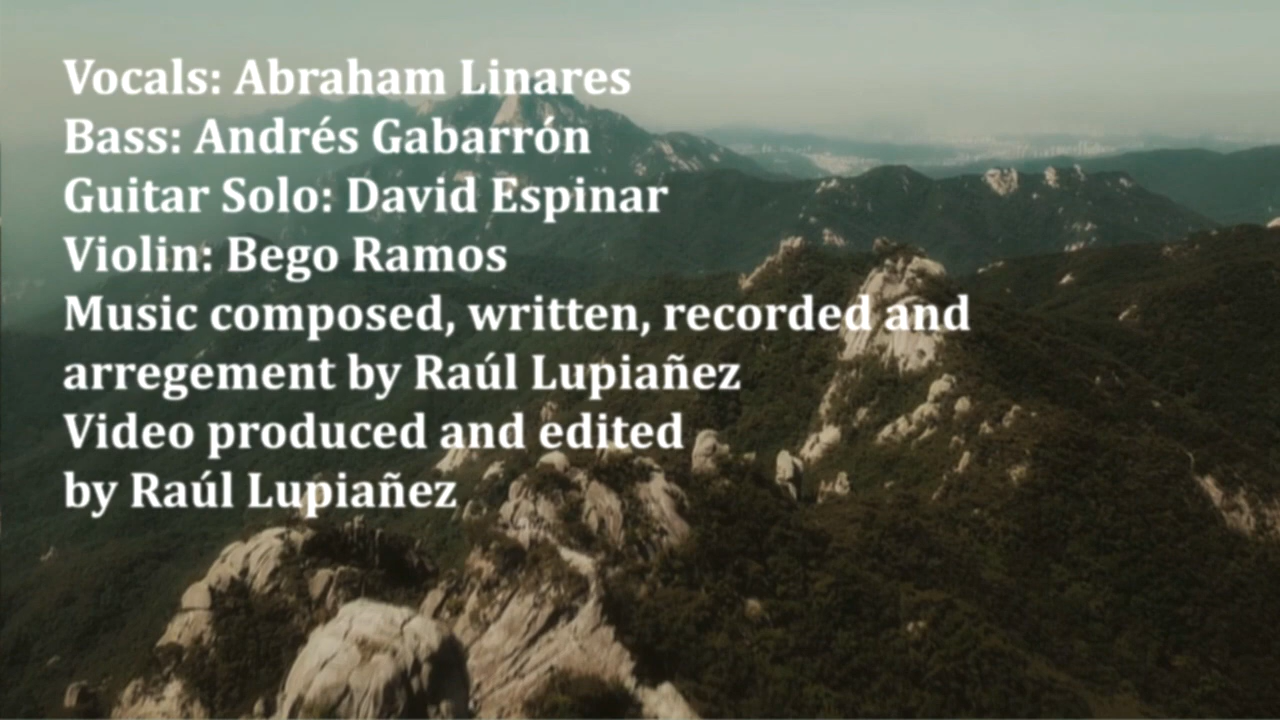 Vocals: Abraham Linares
Bass: Andrés Gabarrón
Guitar Solo: David Espinar
Violin: Bego Ramos
Music composed, written, recorded and
arregement by Raúl Lupiañez
Video produced and edited
by Raúl Lupiañez